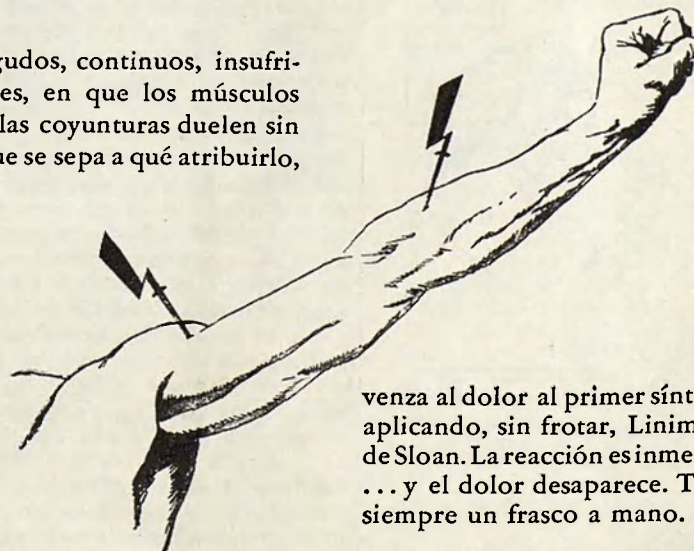 gudos, continuos, insufri-
es, en que los músculos
las coyunturas duelen sin
ue se sepa a qué atribuirlo,
venza al dolor al primer sínt
aplicando, sin frotar, Linim
de Sloan. La reacción es inme
...y el dolor desaparece. T
siempre un frasco a mano.